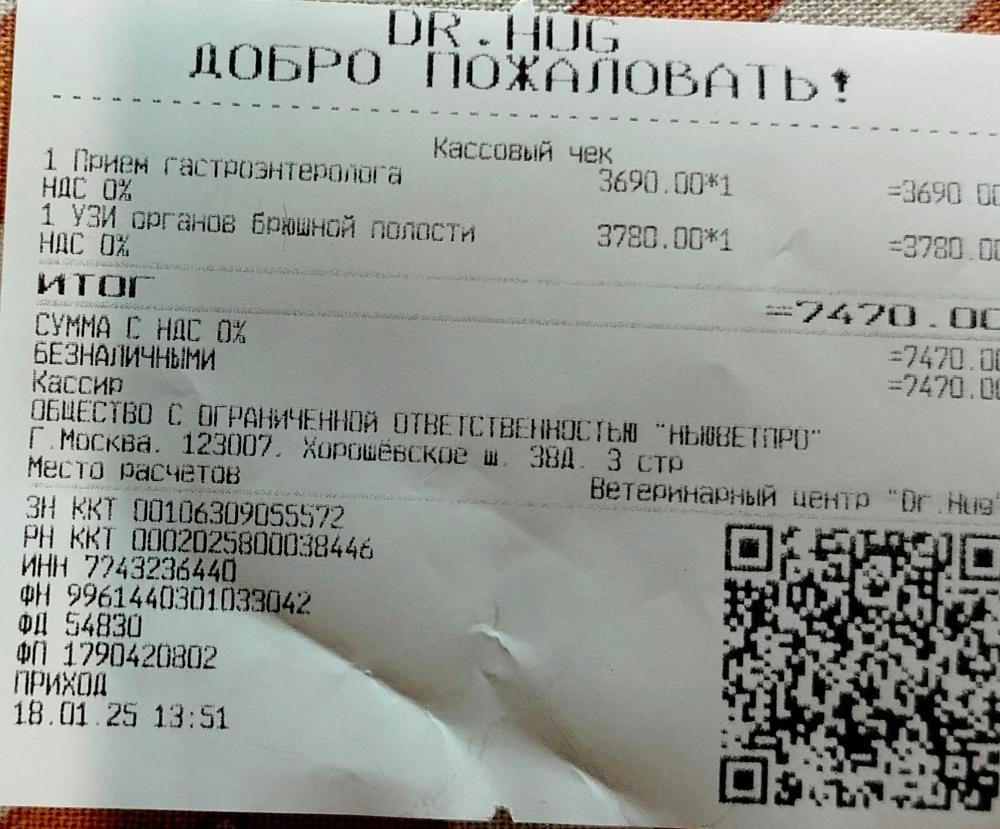 DR.HUG
ДОБРО ПОЖАЛОВАТЬ!
Кассовый чек
1 Прием гастроэнтеролога 3690.00*1 =3690.00
НДС 0%
1 УЗИ органов брюшной полости 3780.00*1 =3780.00
НДС 0%
ИТОГ =7470.00
СУММА С НДС 0% =7470.00
БЕЗНАЛИЧНЫМИ =7470.00
Кассир
ОБЩЕСТВО С ОГРАНИЧЕННОЙ ОТВЕТСТВЕННОСТЬЮ "НЬЮВЕТПРО"
Г.Москва. 123007. Хорошёвское ш. 38Д. 3 стр
Место расчетов Ветеринарный центр "Dr.Hug"
ЗН ККТ 00106309055572
РН ККТ 0002025800038446
ИНН 7743236440
ФН 9961440301033042
ФД 54830
ФП 1790420802
ПРИХОД
18.01.25 13:51